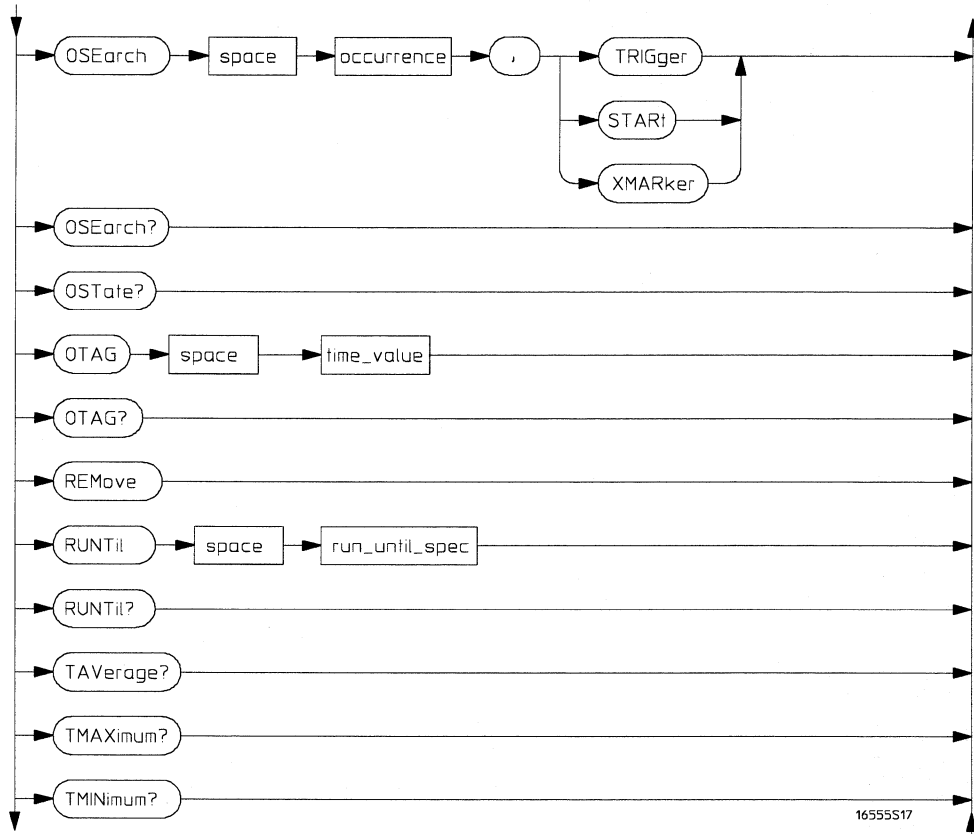 OSEarch space occurrence , TRIGger
STARt
XMARker
OSEarch?
OSTate?
OTAG space time_value
OTAG?
REMove
RUNTil space run_until_spec
RUNTil?
TAVerage?
TMAXimum?
TMINimum?
16555S17